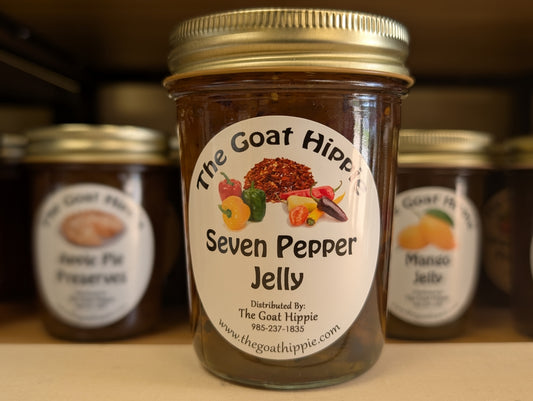 The Goat Hippie
Seven Pepper
Jelly
Distributed By:
The Goat Hippie
985-237-1835
www.thegoathippie.com
The Goat Hippie
Apple Pie
Preserves
The Goat Hippie
Mango
Jelly